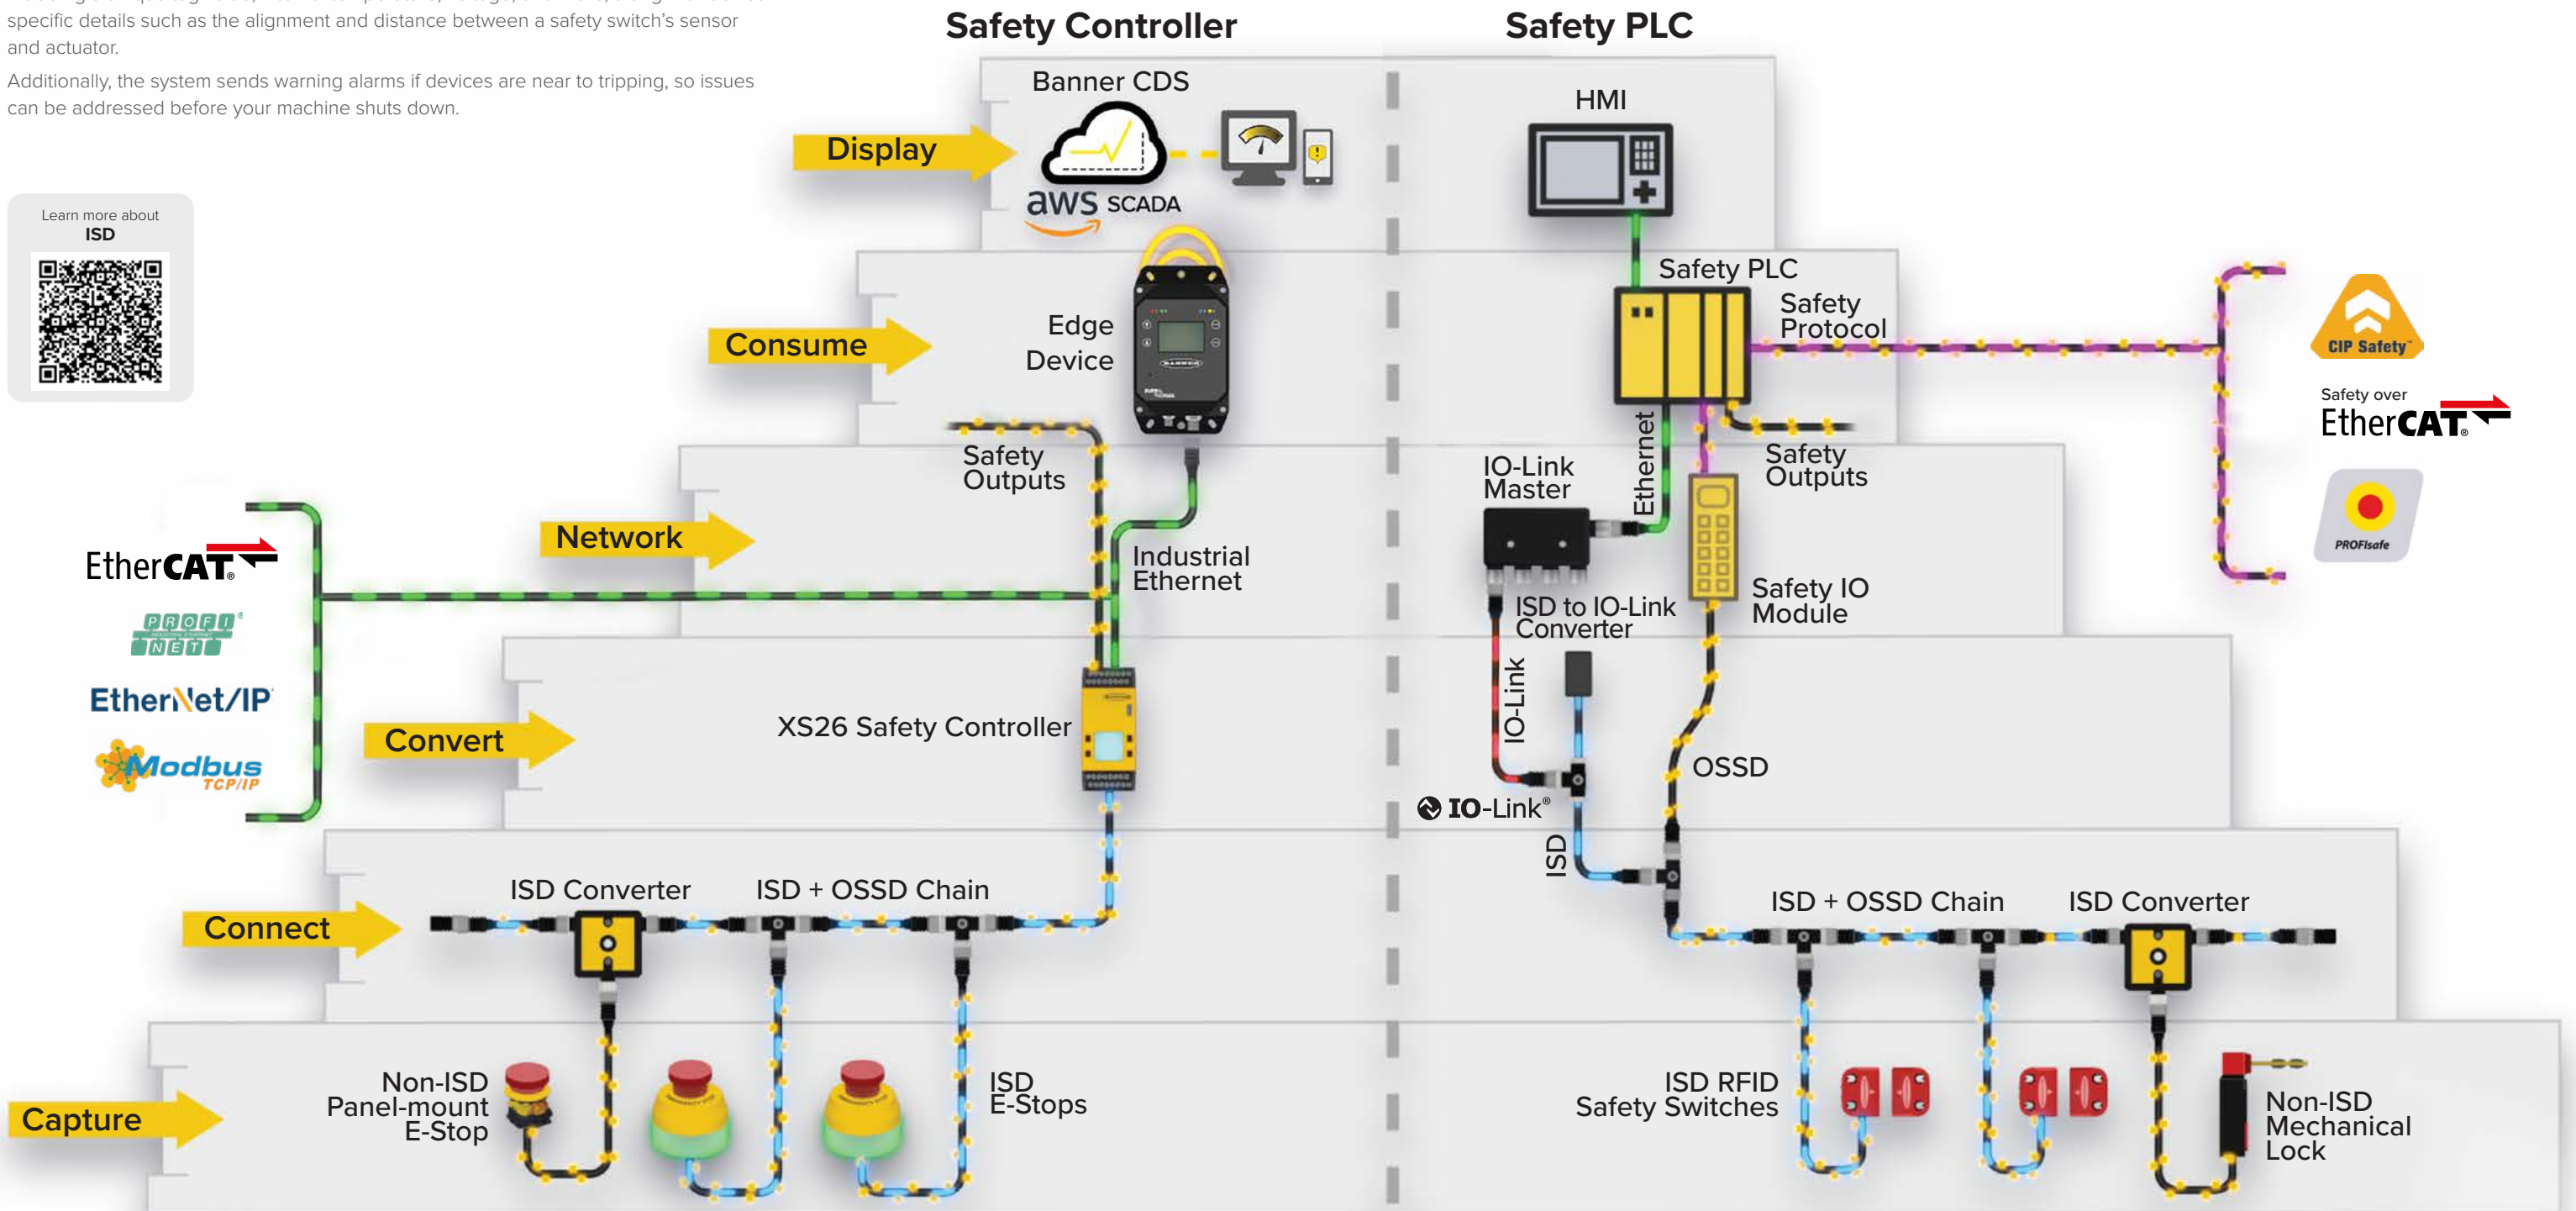 specific details such as the alignment and distance between a safety switch's sensor
and actuator.
Additionally, the system sends warning alarms if devices are near to tripping, so issues
can be addressed before your machine shuts down.
Learn more about
ISD
Safety Controller
Safety PLC
Display
Banner CDS
aws SCADA
HMI
Consume
Edge
Device
Safety PLC
Safety
Protocol
CIP Safety™
Safety over
EtherCAT®
PROFIsafe
Network
Safety
Outputs
Industrial
Ethernet
IO-Link
Master
Ethernet
Safety
Outputs
Safety IO
Module
ISD to IO-Link
Converter
EtherCAT®
PROFI
NET®
EtherNet/IP
Modbus
TCP/IP
Convert
XS26 Safety Controller
IO-Link
OSSD
IO-Link®
ISD
Connect
ISD Converter
ISD + OSSD Chain
ISD + OSSD Chain
ISD Converter
Capture
Non-ISD
Panel-mount
E-Stop
ISD
E-Stops
ISD RFID
Safety Switches
Non-ISD
Mechanical
Lock